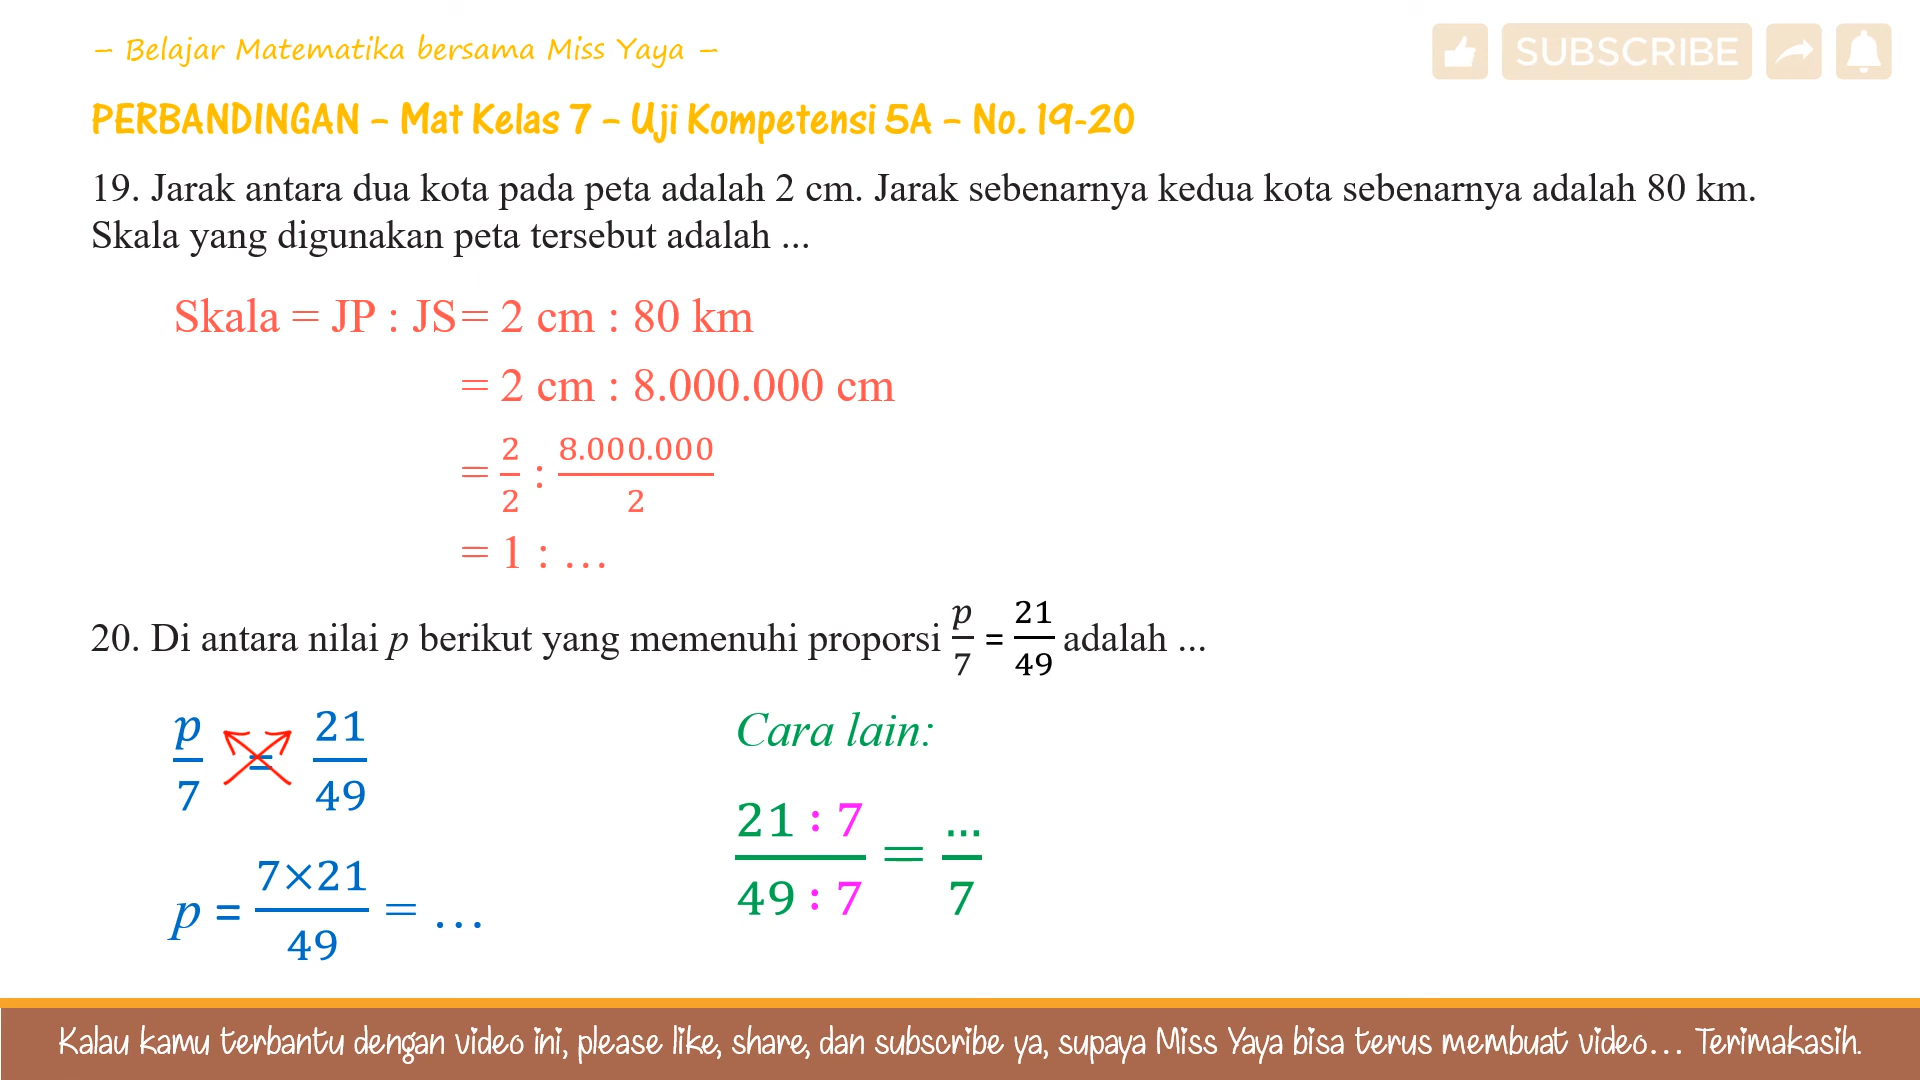 – Belajar Matematika bersama Miss Yaya –
SUBSCRIBE
PERBANDINGAN – Mat Kelas 7 – Uji Kompetensi 5A – No. 19-20
19. Jarak antara dua kota pada peta adalah 2 cm. Jarak sebenarnya kedua kota sebenarnya adalah 80 km.
Skala yang digunakan peta tersebut adalah ...
Skala = JP : JS = 2 cm : 80 km
= 2 cm : 8.000.000 cm
= 2/2 : 8.000.000/2
= 1 : …
20. Di antara nilai p berikut yang memenuhi proporsi p/7 = 21/49 adalah ...
p/7 = 21/49
p = 7×21/49 = …
Cara lain:
21 : 7/49 : 7 = .../7
Kalau kamu terbantu dengan video ini, please like, share, dan subscribe ya, supaya Miss Yaya bisa terus membuat video... Terimakasih.